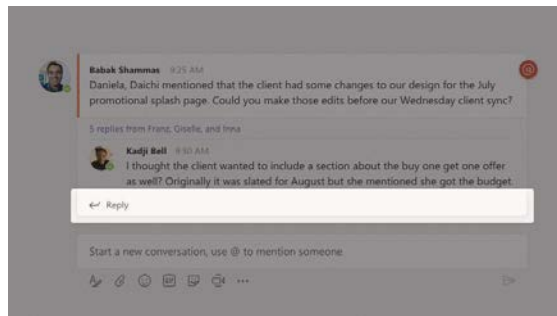 Babak Shammas 9:25 AM
Daniela, Daichi mentioned that the client had some changes to our design for the July
promotional splash page. Could you make those edits before our Wednesday client sync?
5 replies from Franz, Giselle, and Inna
Kadji Bell 9:30 AM
I thought the client wanted to include a section about the buy one get one offer
as well? Originally it was slated for August but she mentioned she got the budget.
Reply
Start a new conversation, use @ to mention someone
GIF